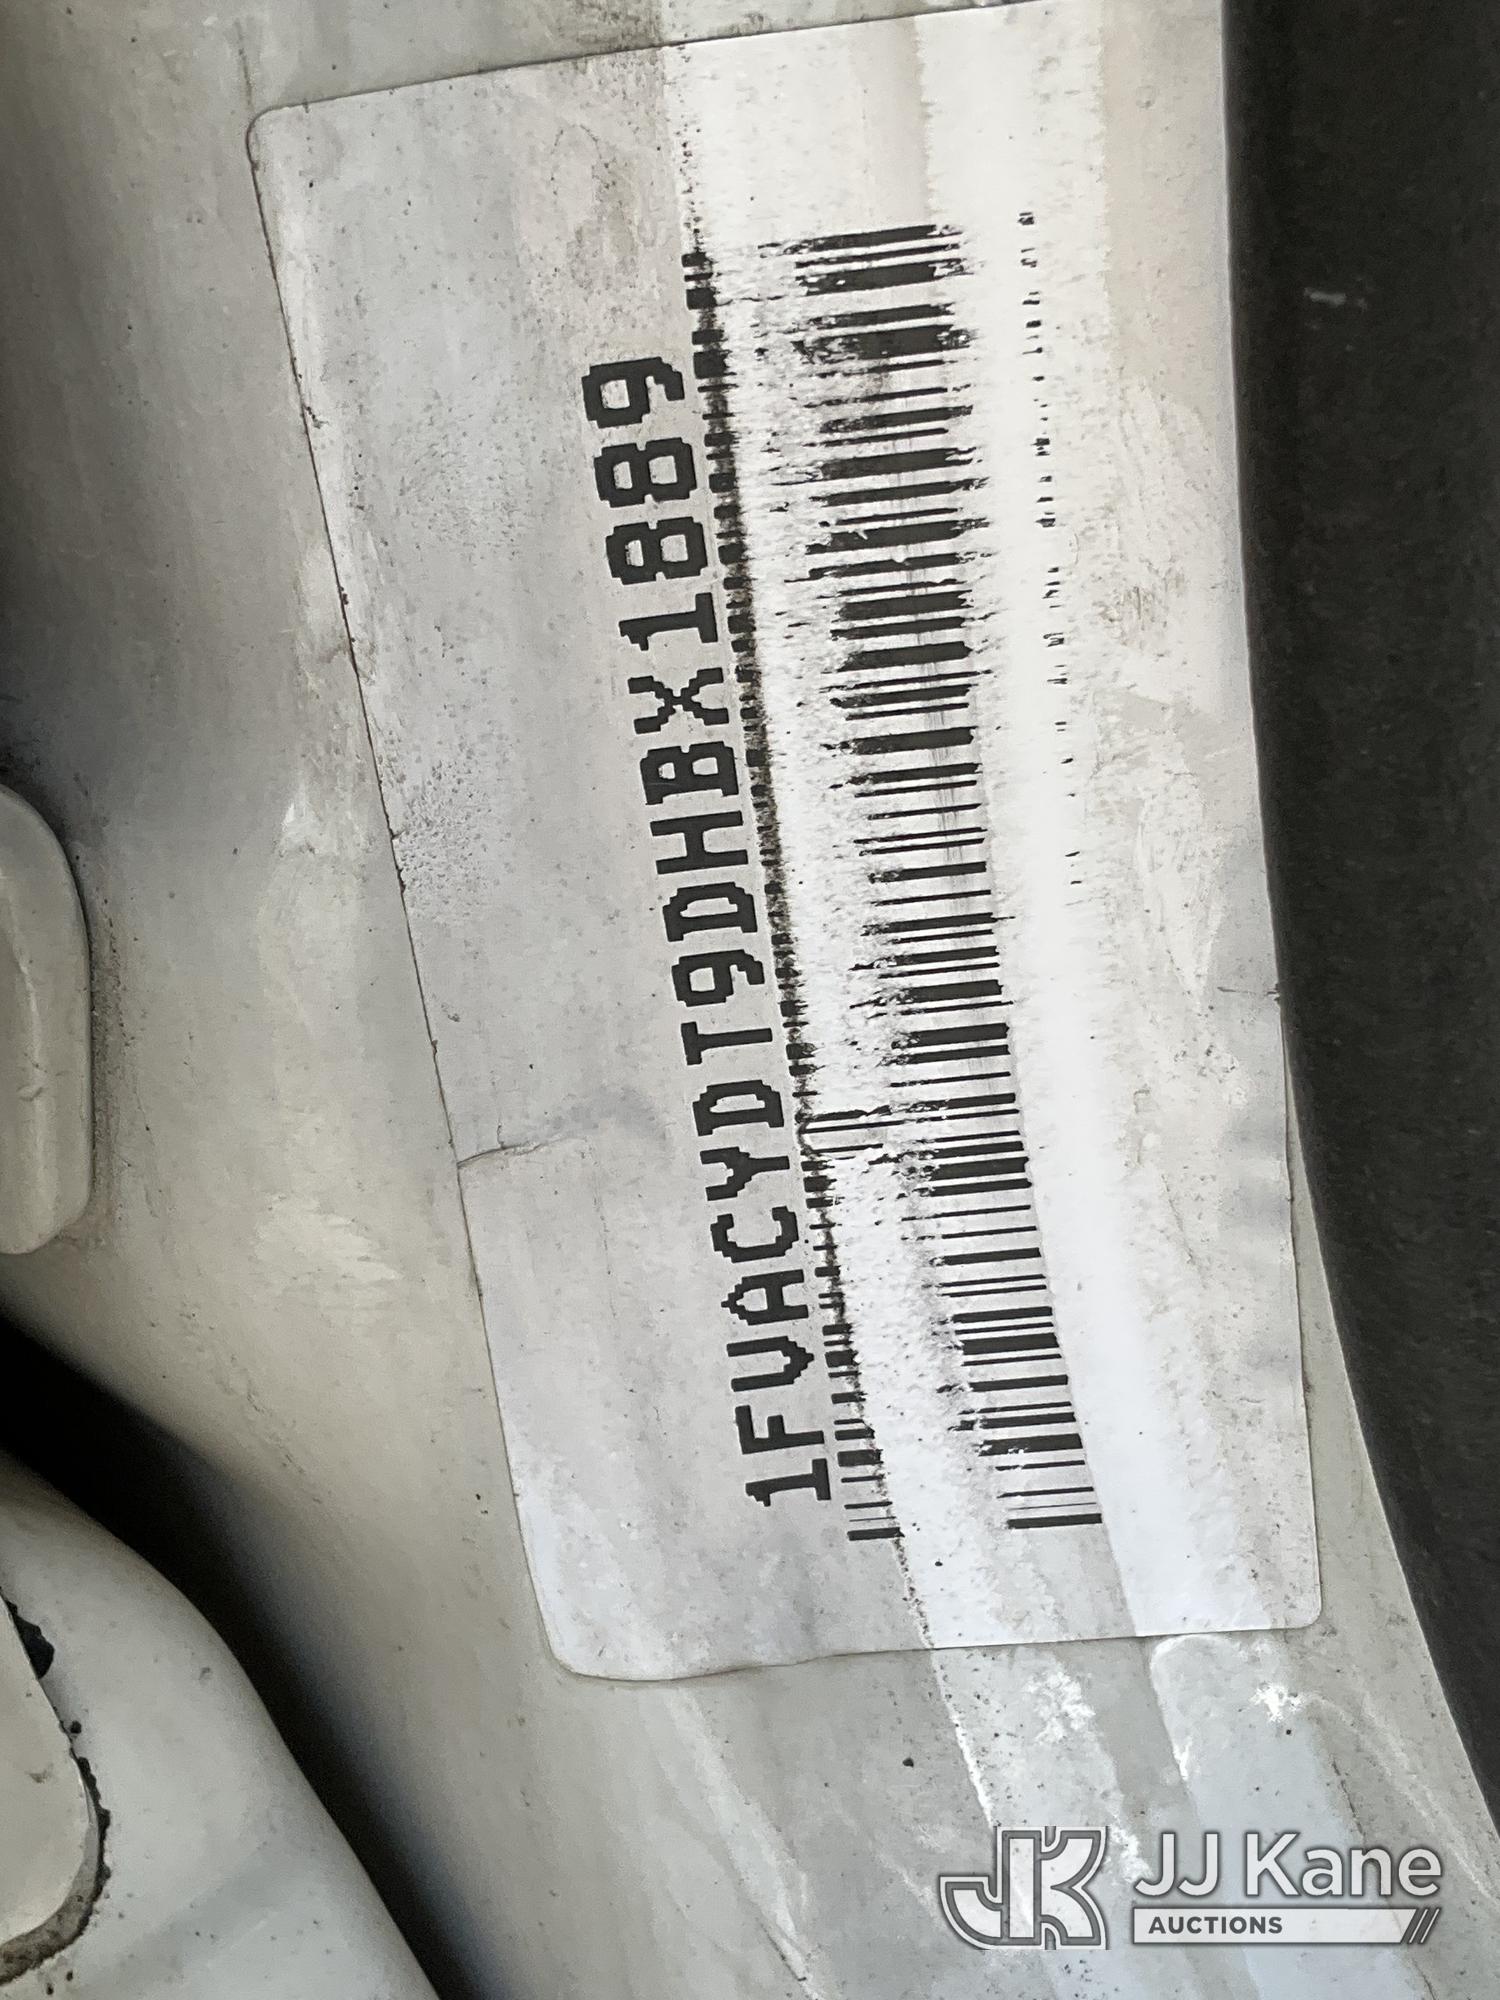 1FVACYDT9DHBX1889
JJ Kane
AUCTIONS